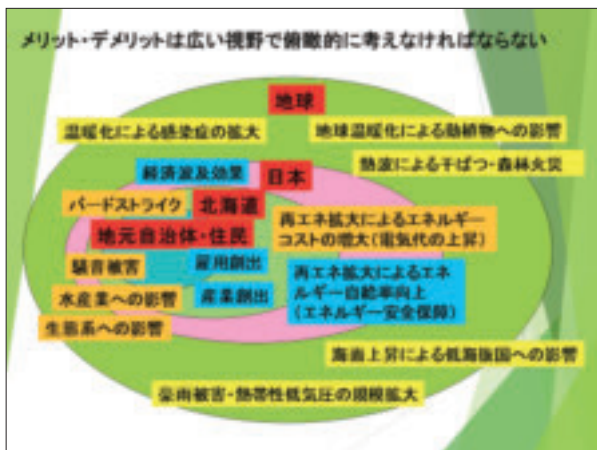 メリット・デメリットは広い視野で俯瞰的に考えなければならない
地球
温暖化による感染症の拡大
地球温暖化による動植物への影響
熱波による干ばつ・森林火災
経済波及効果
日本
バードストライク
北海道
地元自治体・住民
再エネ拡大によるエネルギー
コストの増大(電気代の上昇)
騒音被害
雇用創出
再エネ拡大によるエネ
ルギー自給率向上
(エネルギー安全保障)
水産業への影響
産業創出
生態系への影響
海面上昇による低海抜国への影響
豪雨被害・熱帯性低気圧の規模拡大